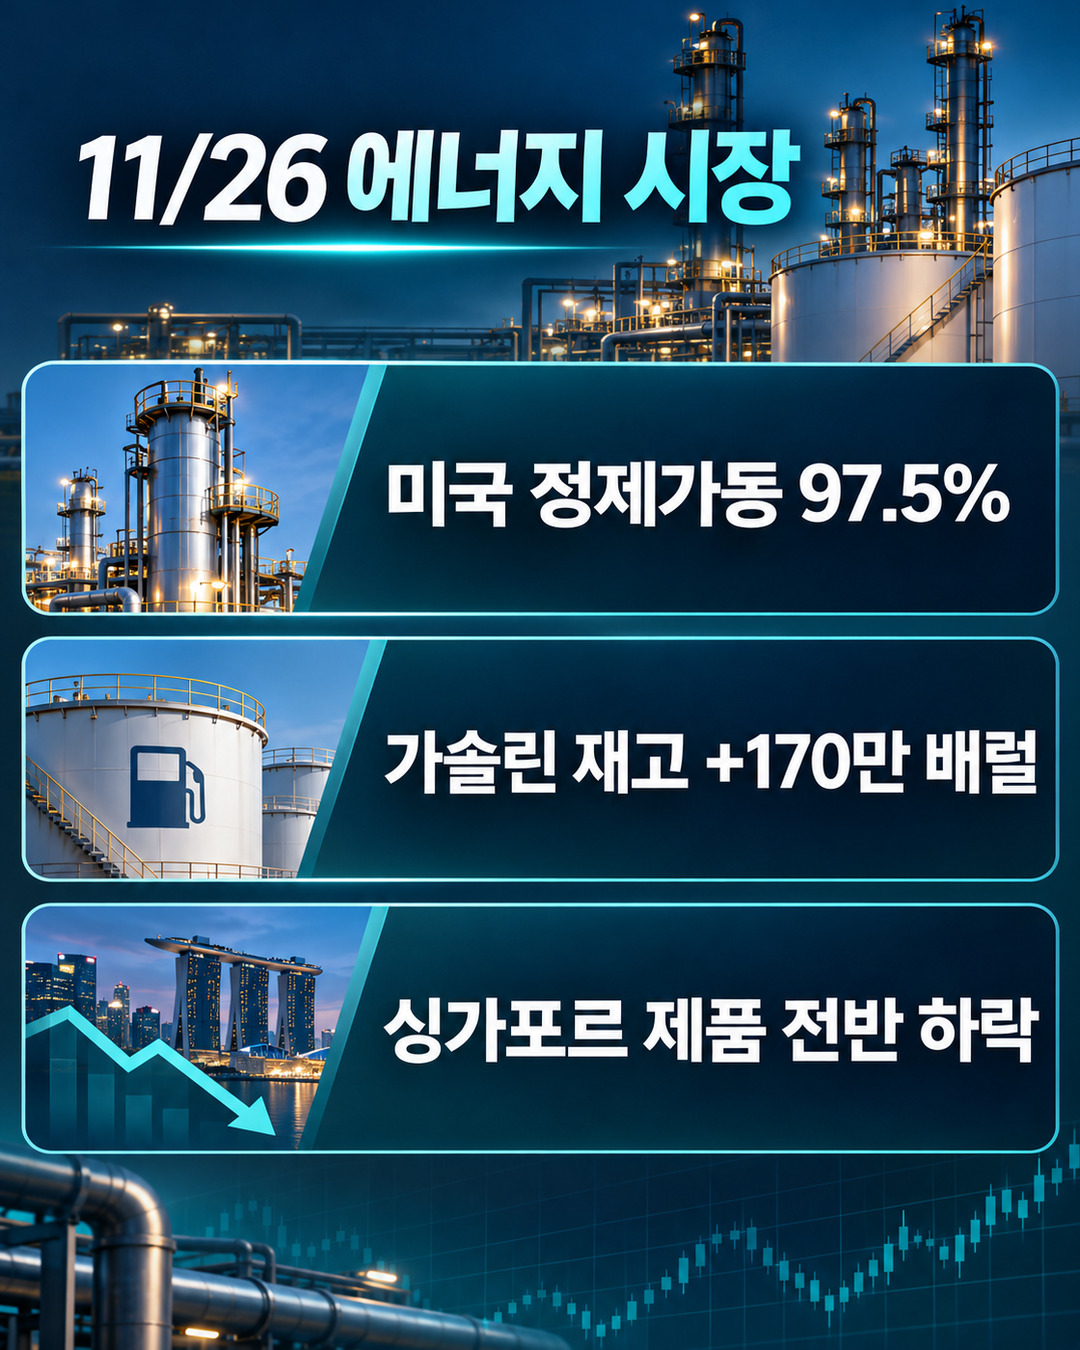 11/26 에너지 시장
미국 정제가동 97.5%
가솔린 재고 +170만 배럴
싱가포르 제품 전반 하락